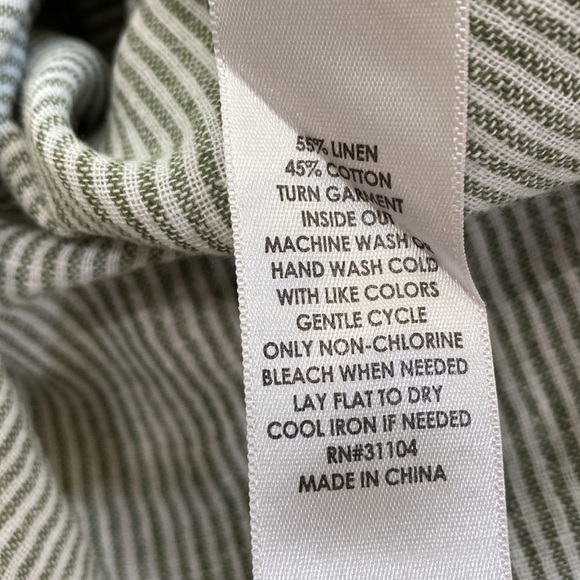 55% LINEN
45% COTTON
TURN GARMENT
INSIDE OUT
MACHINE WASH OR
HAND WASH COLD
WITH LIKE COLORS
GENTLE CYCLE
ONLY NON-CHLORINE
BLEACH WHEN NEEDED
LAY FLAT TO DRY
COOL IRON IF NEEDED
RN#31104
MADE IN CHINA